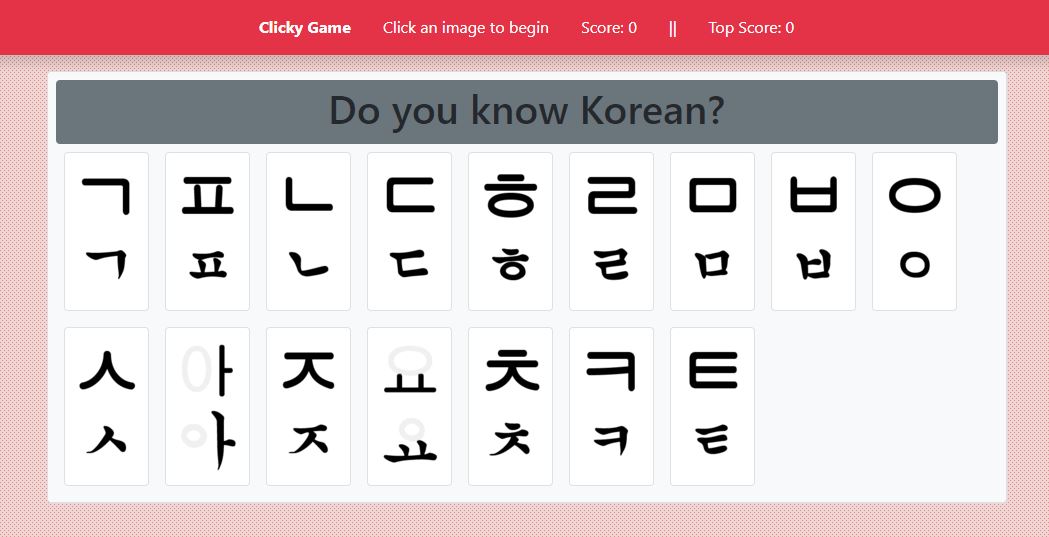 Clicky Game Click an image to begin Score: 0 || Top Score: 0
Do you know Korean?
ㄱ ㅍ ㄴ ㄷ ㅎ ㄹ ㅁ ㅂ ㅇ
ㄱ ㅍ ㄴ ㄷ ㅎ ㄹ ㅁ ㅂ ㅇ
ㅅ 아 ㅈ 요 ㅊ ㅋ ㅌ
ㅅ 아 ㅈ 요 ㅊ ㅋ ㅌ